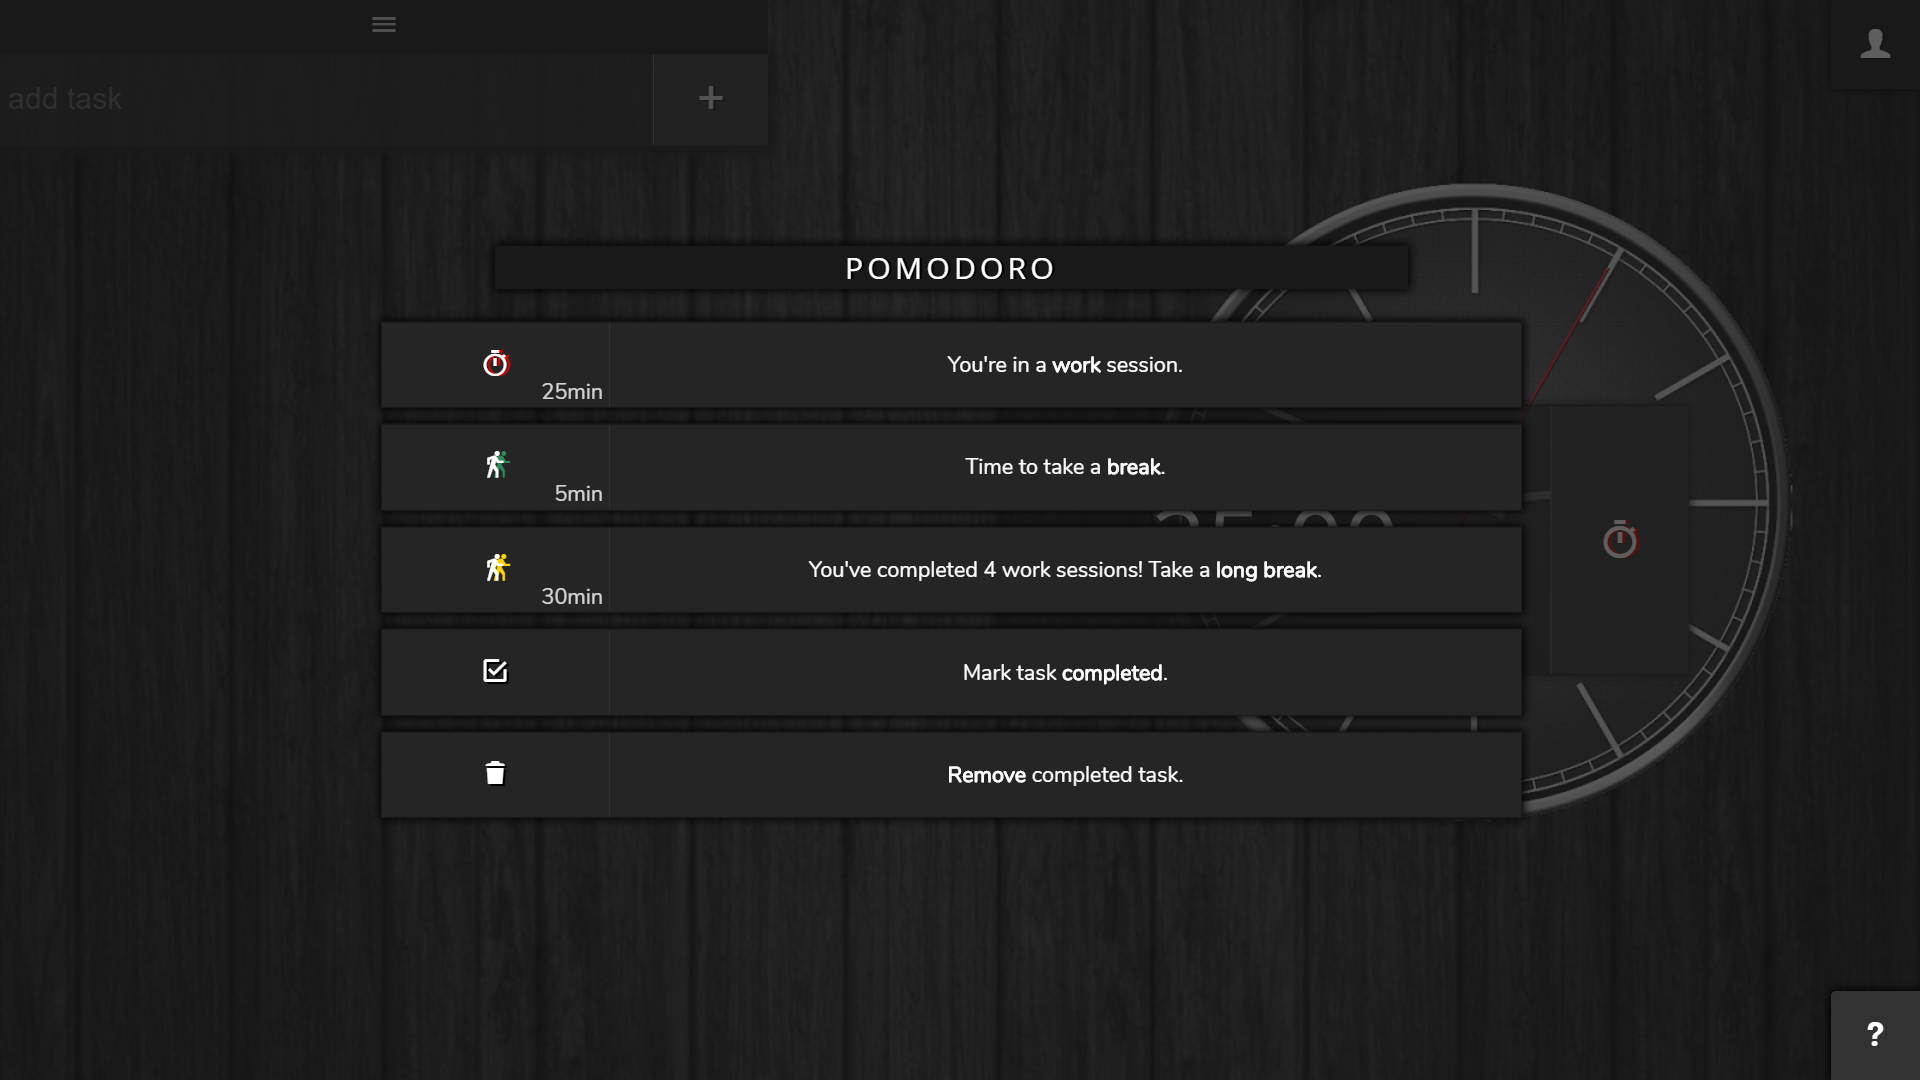 add task
+
POMODORO
25min
You're in a work session.
5min
Time to take a break.
30min
You've completed 4 work sessions! Take a long break.
Mark task completed.
Remove completed task.
?